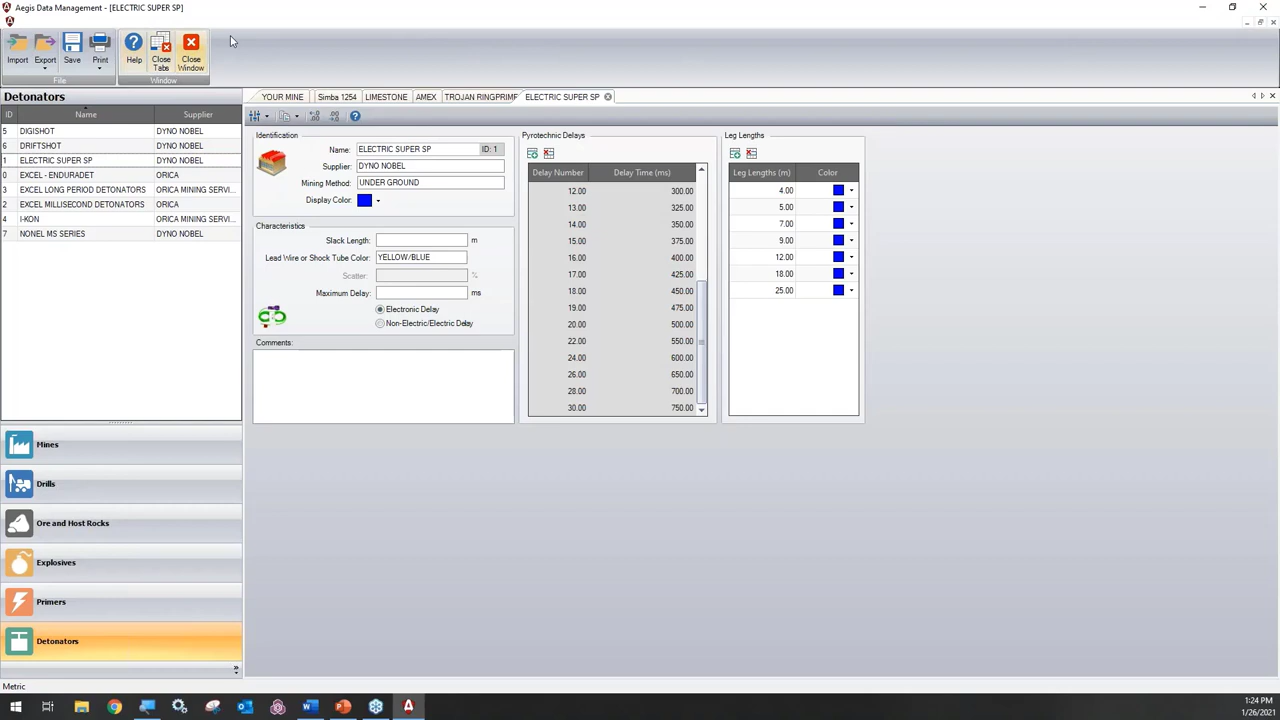 Aegis Data Management - [ELECTRIC SUPER SP]
Import Export Save Print Help Close Tabs Close Window
File Window
Detonators
YOUR MINE Simba 1254 LIMESTONE AMEX TROJAN RINGPRIME ELECTRIC SUPER SP
ID Name Supplier
5 DIGISHOT DYNO NOBEL
6 DRIFTSHOT DYNO NOBEL
1 ELECTRIC SUPER SP DYNO NOBEL
0 EXCEL - ENDURADET ORICA
3 EXCEL LONG PERIOD DETONATORS ORICA MINING SERVI...
2 EXCEL MILLISECOND DETONATORS ORICA
4 I-KON ORICA MINING SERVI...
7 NONEL MS SERIES DYNO NOBEL
Identification
Name: ELECTRIC SUPER SP ID: 1
Supplier: DYNO NOBEL
Mining Method: UNDER GROUND
Display Color:
Characteristics
Slack Length: m
Lead Wire or Shock Tube Color: YELLOW/BLUE
Scatter: %
Maximum Delay: ms
Electronic Delay
Non-Electric/Electric Delay
Comments:
Pyrotechnic Delays
Delay Number Delay Time (ms)
12.00 300.00
13.00 325.00
14.00 350.00
15.00 375.00
16.00 400.00
17.00 425.00
18.00 450.00
19.00 475.00
20.00 500.00
22.00 550.00
24.00 600.00
26.00 650.00
28.00 700.00
30.00 750.00
Leg Lengths
Leg Lengths (m) Color
4.00
5.00
7.00
9.00
12.00
18.00
25.00
Mines
Drills
Ore and Host Rocks
Explosives
Primers
Detonators
Metric
1:24 PM
1/26/2021